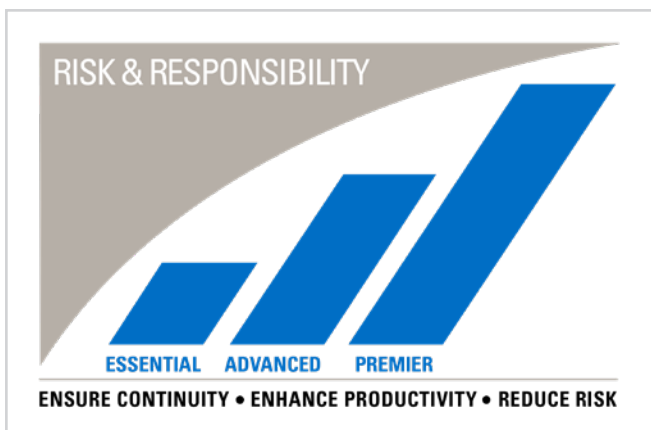 RISK & RESPONSIBILITY
ESSENTIAL ADVANCED PREMIER
ENSURE CONTINUITY • ENHANCE PRODUCTIVITY • REDUCE RISK